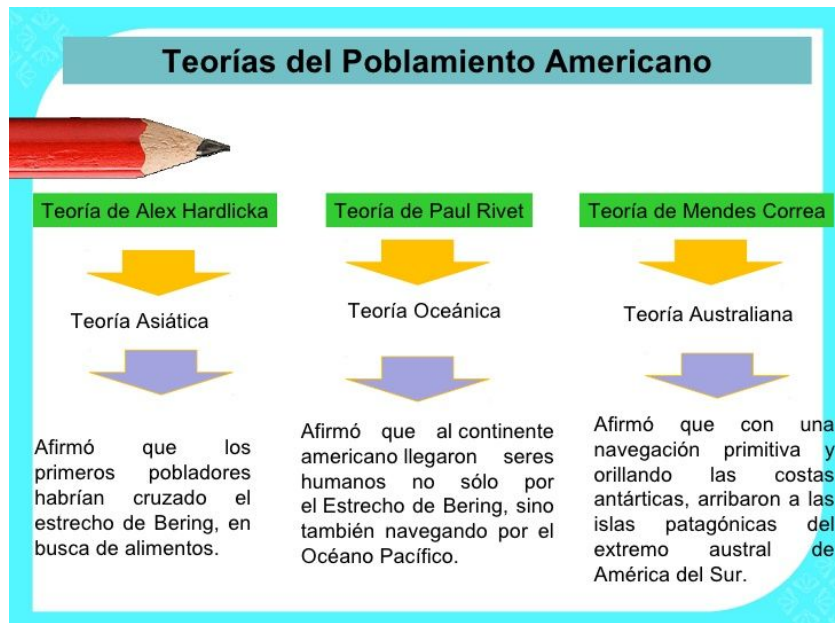 Teorías del Poblamiento Americano
Teoría de Alex Hardlicka
Teoría Asiática
Afirmó que los
primeros pobladores
habrían cruzado el
estrecho de Bering, en
busca de alimentos.
Teoría de Paul Rivet
Teoría Oceánica
Afirmó que al continente
americano llegaron seres
humanos no sólo por
el Estrecho de Bering, sino
también navegando por el
Océano Pacífico.
Teoría de Mendes Correa
Teoría Australiana
Afirmó que con una
navegación primitiva y
orillando las costas
antárticas, arribaron a las
islas patagónicas del
extremo austral de
América del Sur.